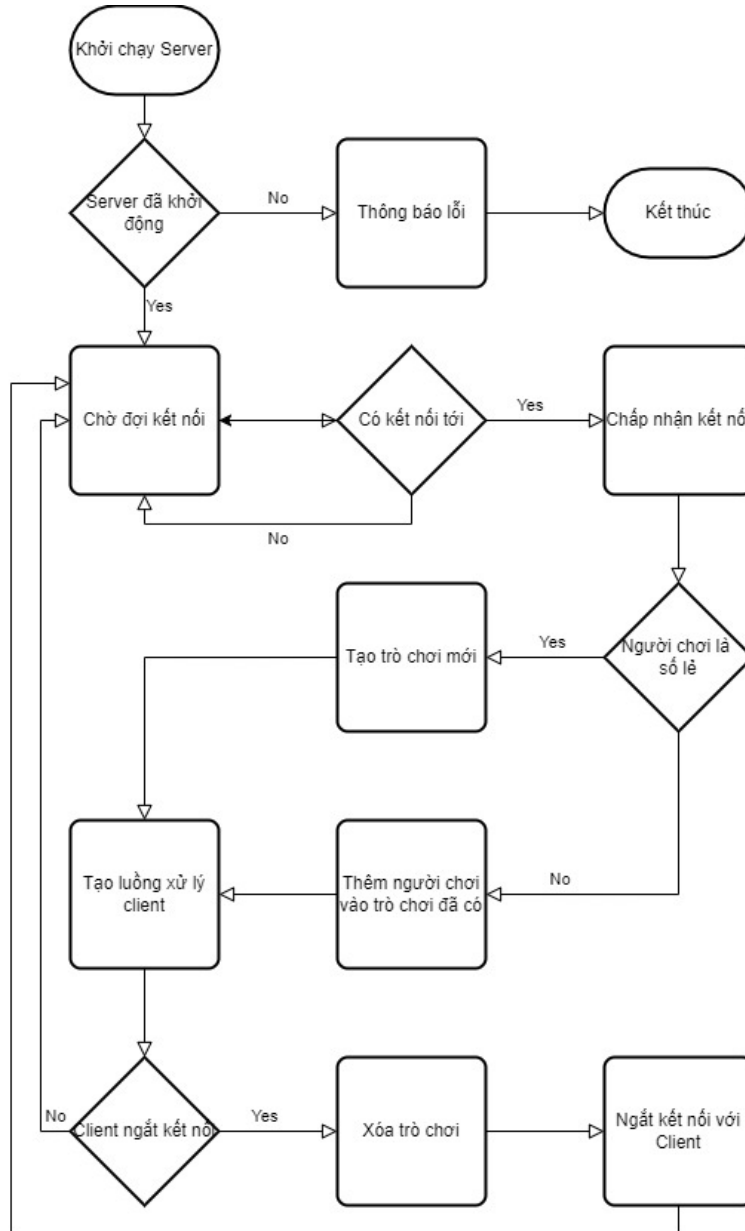 Khởi chạy Server
Server đã khởi
động
No
Thông báo lỗi
Kết thúc
Yes
Chờ đợi kết nối
Có kết nối tới
Yes
Chấp nhận kết nố
No
Tạo trò chơi mới
Yes
Người chơi là
số lẻ
Tạo luồng xử lý
client
Thêm người chơi
vào trò chơi đã có
No
No
Client ngắt kết nối
Yes
Xóa trò chơi
Ngắt kết nối với
Client